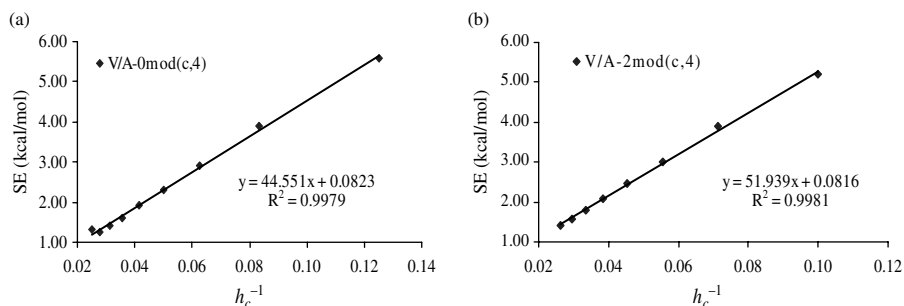 (a)
6.00
5.00
4.00
3.00
2.00
1.00
SE (kcal/mol)
V/A-0mod(c,4)
y = 44.551x + 0.0823
R² = 0.9979
0.02 0.04 0.06 0.08 0.10 0.12 0.14
h_c⁻¹
(b)
6.00
5.00
4.00
3.00
2.00
1.00
SE (kcal/mol)
V/A-2mod(c,4)
y = 51.939x + 0.0816
R² = 0.9981
0.02 0.04 0.06 0.08 0.10 0.12
h_c⁻¹